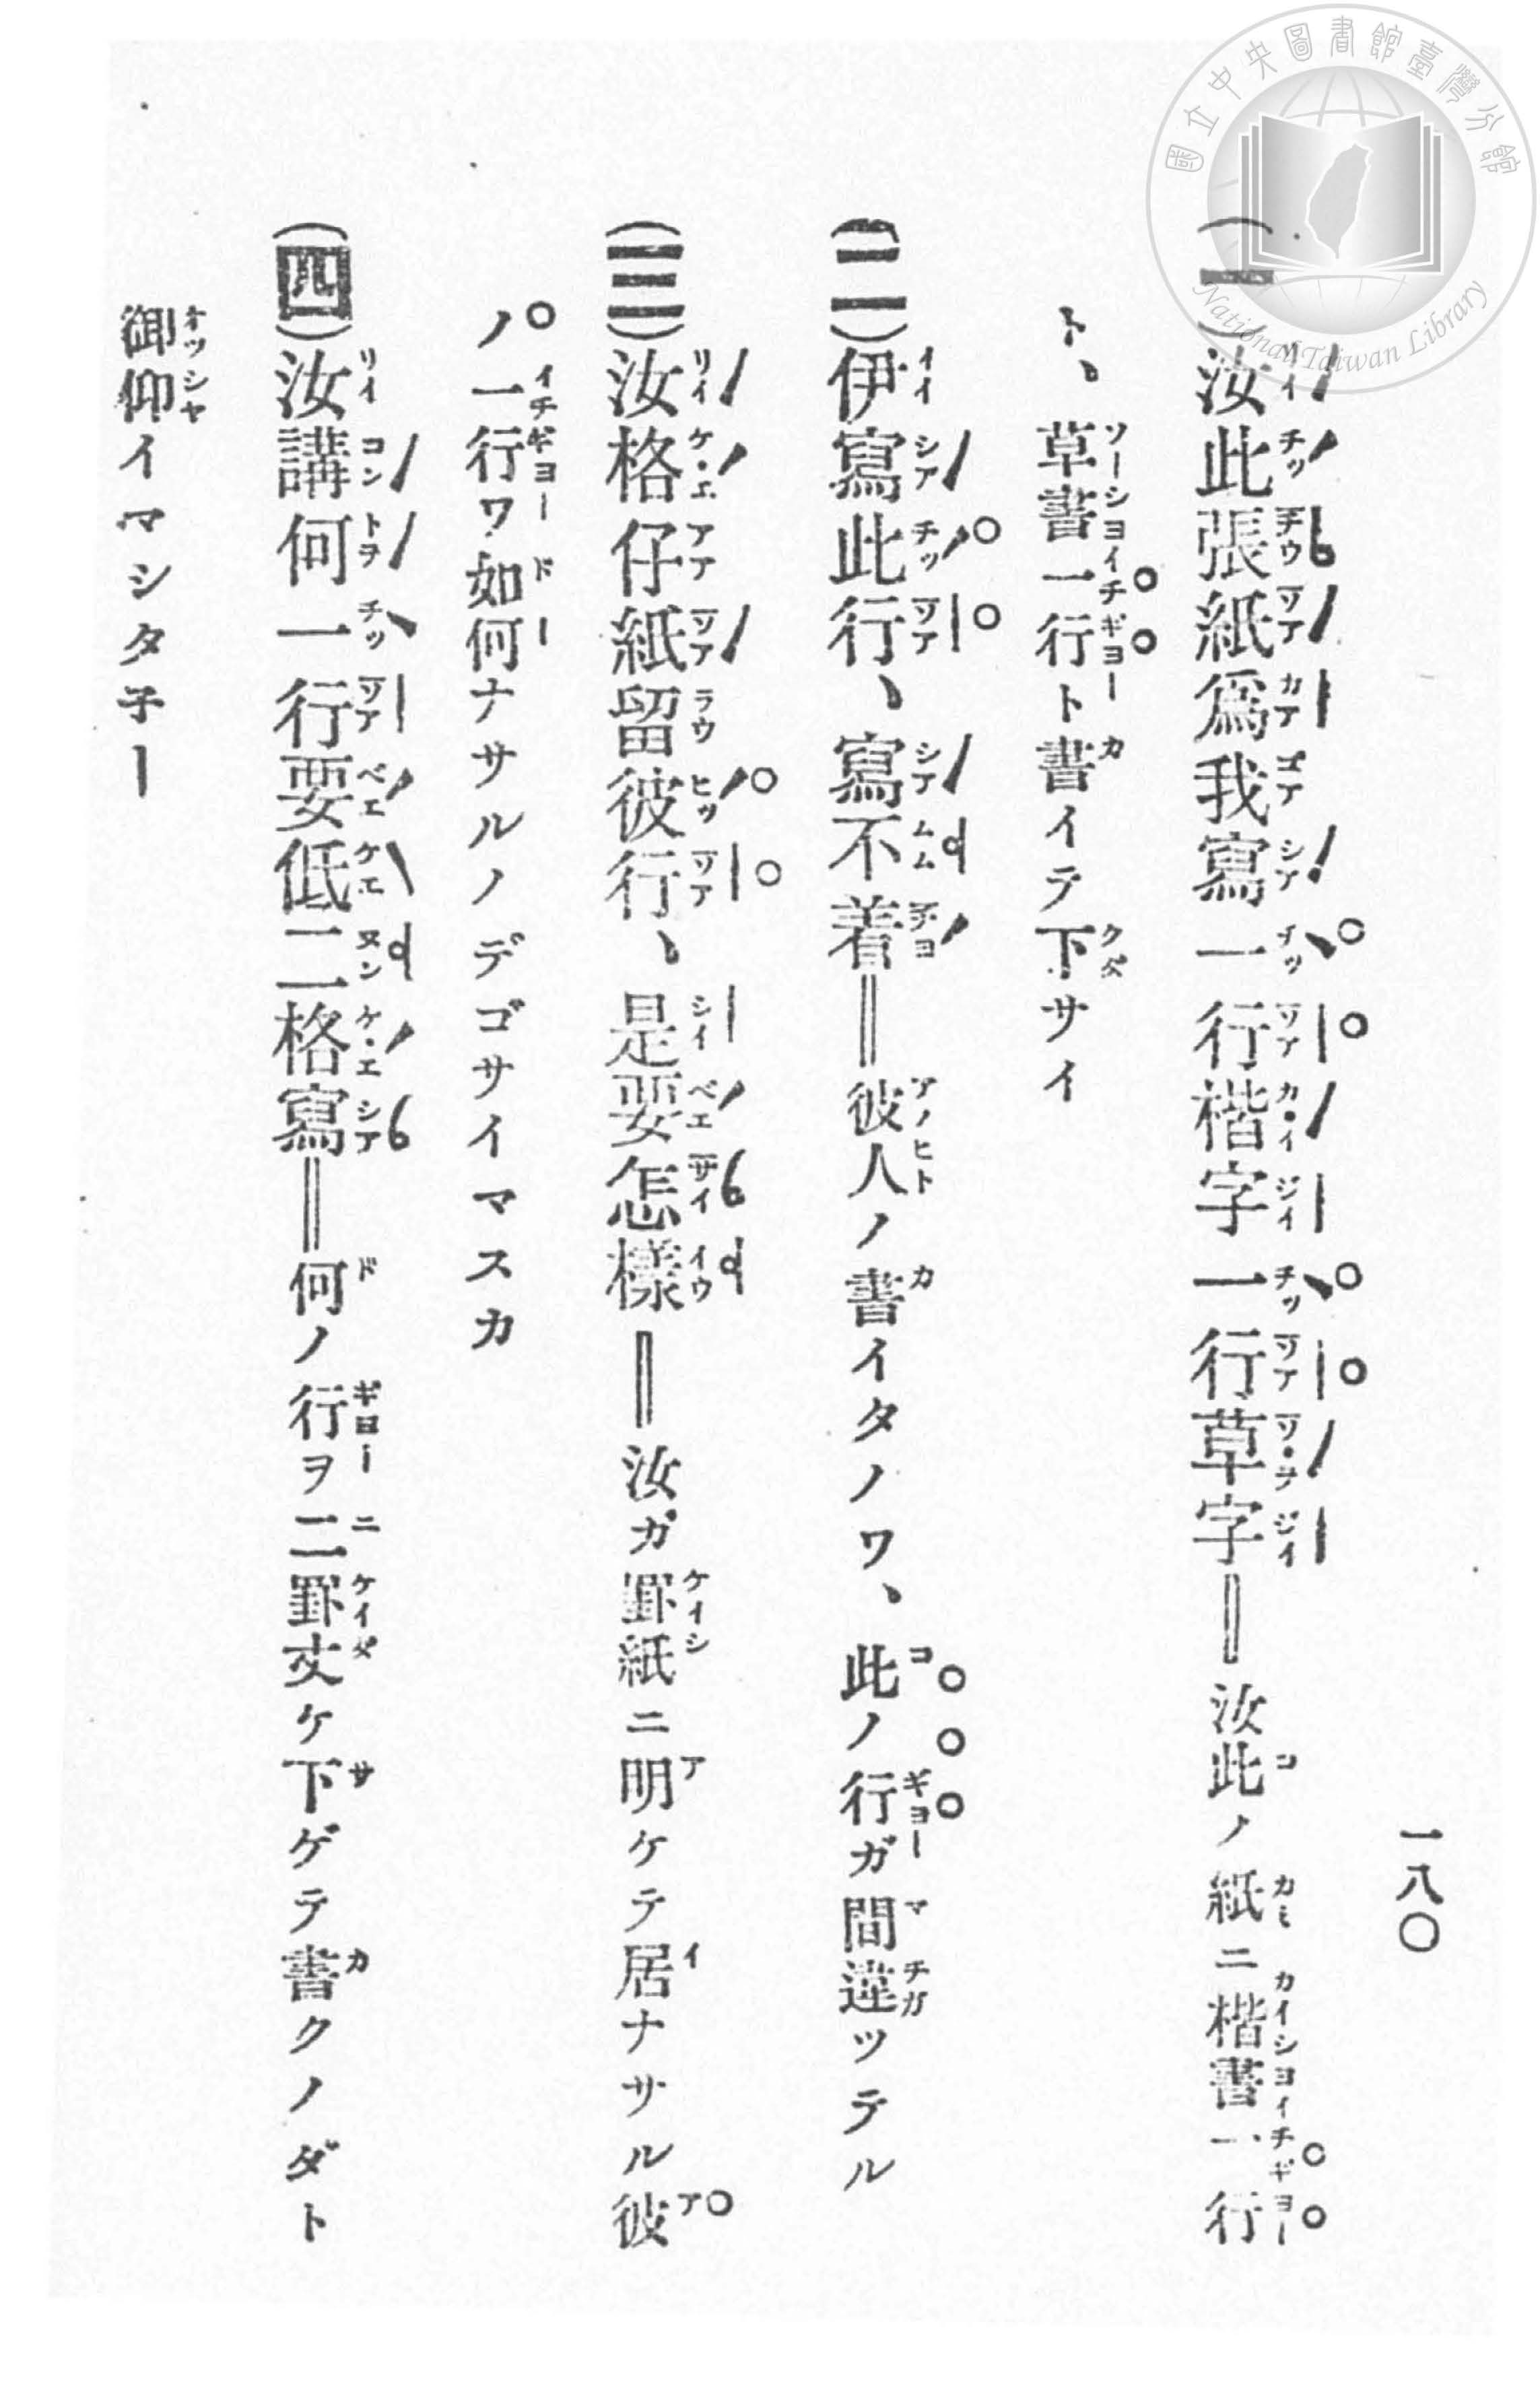 國立中央圖書館臺灣分館
National Taiwan Library
一八〇
(一)汝此張紙爲我寫一行楷字一行草字‖汝此ノ紙ニ楷書一行
ト、草書一行ト書イテ下サイ
(二)伊寫此行、寫不着‖彼人ノ書イタノワ、此ノ行ガ間違ツテル
(三)汝格仔紙留彼行、是要怎樣‖汝ガ罫紙ニ明ケテ居ナサル彼
ノ一行ワ如何ナサルノデゴサイマスカ
(四)汝講何一行要低二格寫‖何ノ行ヲ二罫丈ケ下ゲテ書クノダト
御仰イマシタ子ー